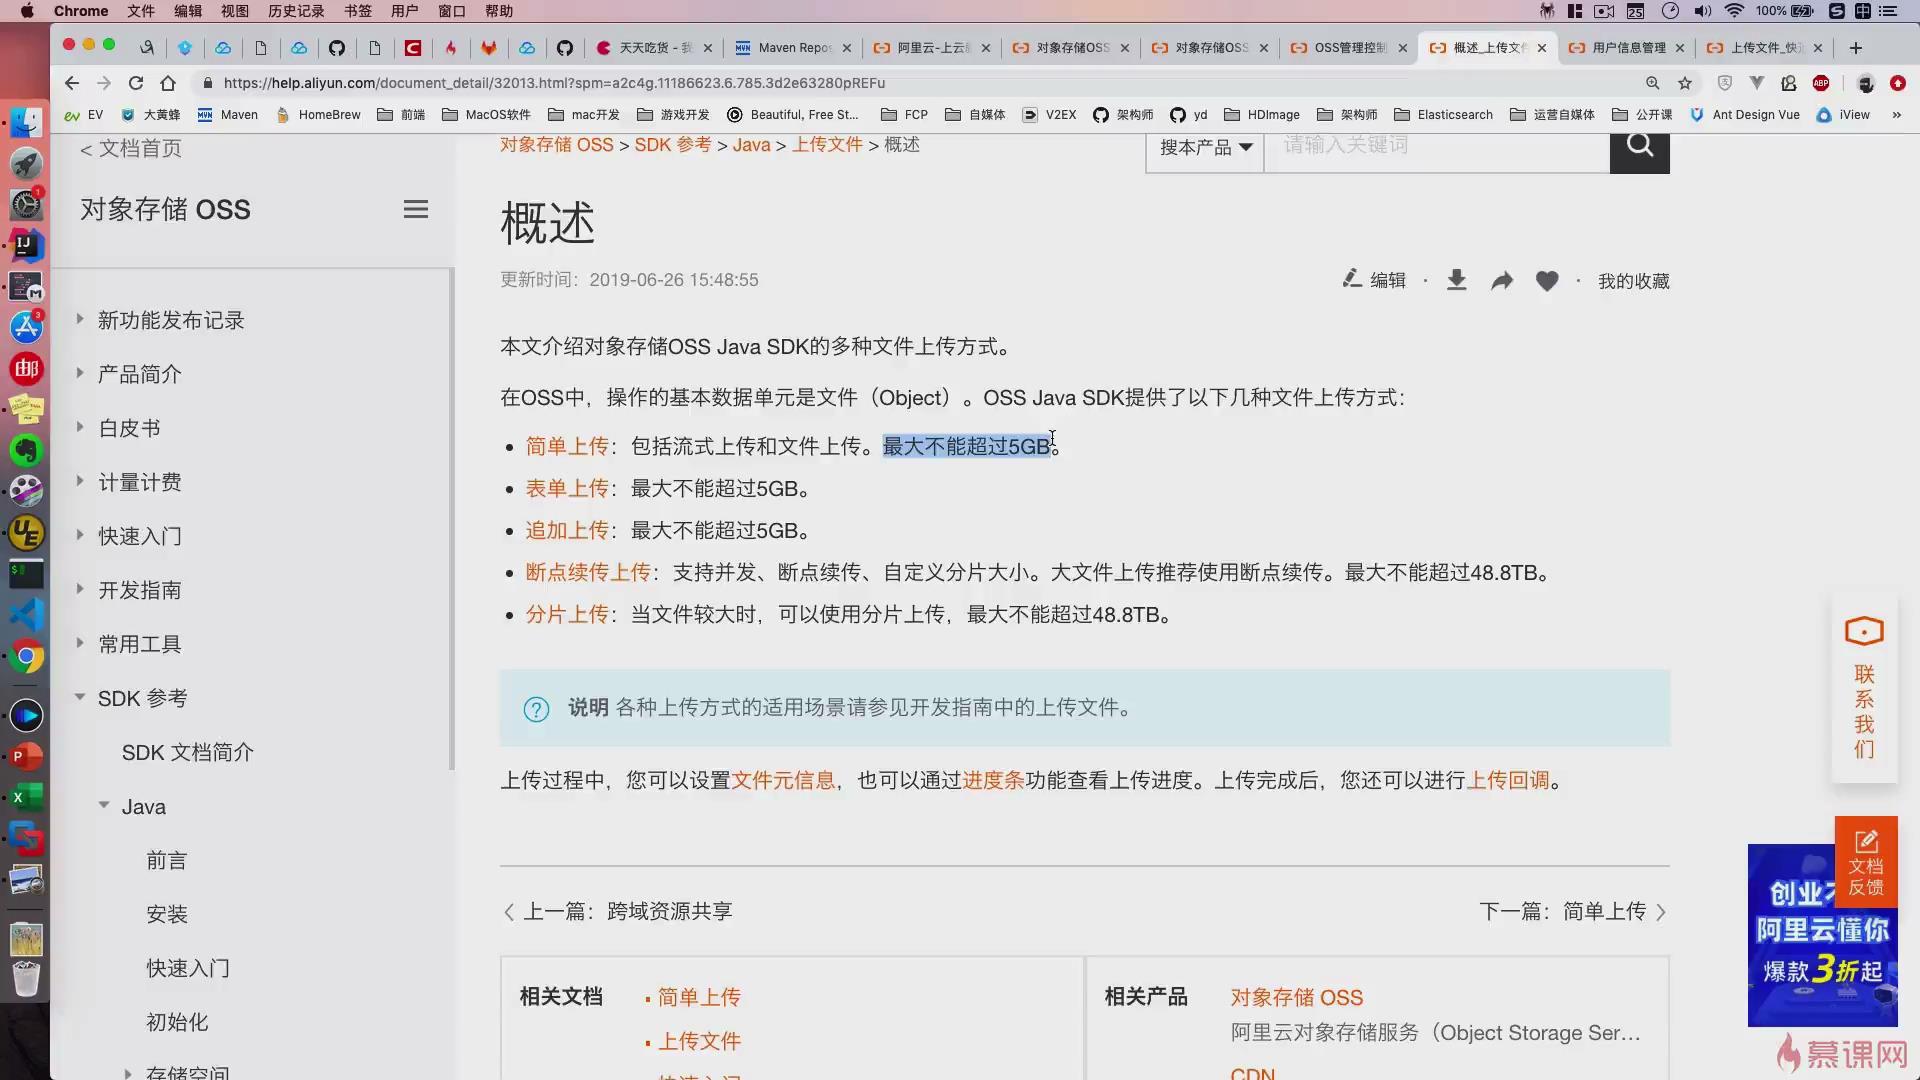 Chrome 文件 编辑 视图 历史记录 书签 用户 窗口 帮助 25 100%
天天吃货 - 我 Maven Repos 阿里云-上云 对象存储OSS 对象存储OSS OSS管理控制 概述_上传文件 用户信息管理 上传文件_快
https://help.aliyun.com/document_detail/32013.html?spm=a2c4g.11186623.6.785.3d2e63280pREFu
EV 大黄蜂 Maven HomeBrew 前端 MacOS软件 mac开发 游戏开发 Beautiful, Free St... FCP 自媒体 V2EX 架构师 yd HDImage 架构师 Elasticsearch 运营自媒体 公开课 Ant Design Vue iView »
< 文档首页
对象存储 OSS > SDK 参考 > Java > 上传文件 > 概述
搜本产品 请输入关键词
对象存储 OSS
概述
更新时间：2019-06-26 15:48:55
编辑 · · 我的收藏
新功能发布记录
产品简介
白皮书
计量计费
快速入门
开发指南
常用工具
SDK 参考
SDK 文档简介
Java
前言
安装
快速入门
初始化
存储空间
本文介绍对象存储OSS Java SDK的多种文件上传方式。
在OSS中，操作的基本数据单元是文件（Object）。OSS Java SDK提供了以下几种文件上传方式：
• 简单上传：包括流式上传和文件上传。最大不能超过5GB。
• 表单上传：最大不能超过5GB。
• 追加上传：最大不能超过5GB。
• 断点续传上传：支持并发、断点续传、自定义分片大小。大文件上传推荐使用断点续传。最大不能超过48.8TB。
• 分片上传：当文件较大时，可以使用分片上传，最大不能超过48.8TB。
说明 各种上传方式的适用场景请参见开发指南中的上传文件。
上传过程中，您可以设置文件元信息，也可以通过进度条功能查看上传进度。上传完成后，您还可以进行上传回调。
上一篇：跨域资源共享
下一篇：简单上传
相关文档
简单上传
上传文件
快速入门
相关产品
对象存储 OSS
阿里云对象存储服务（Object Storage Ser...
CDN
联系我们
文档
反馈
阿里云懂你
爆款3折起
慕课网